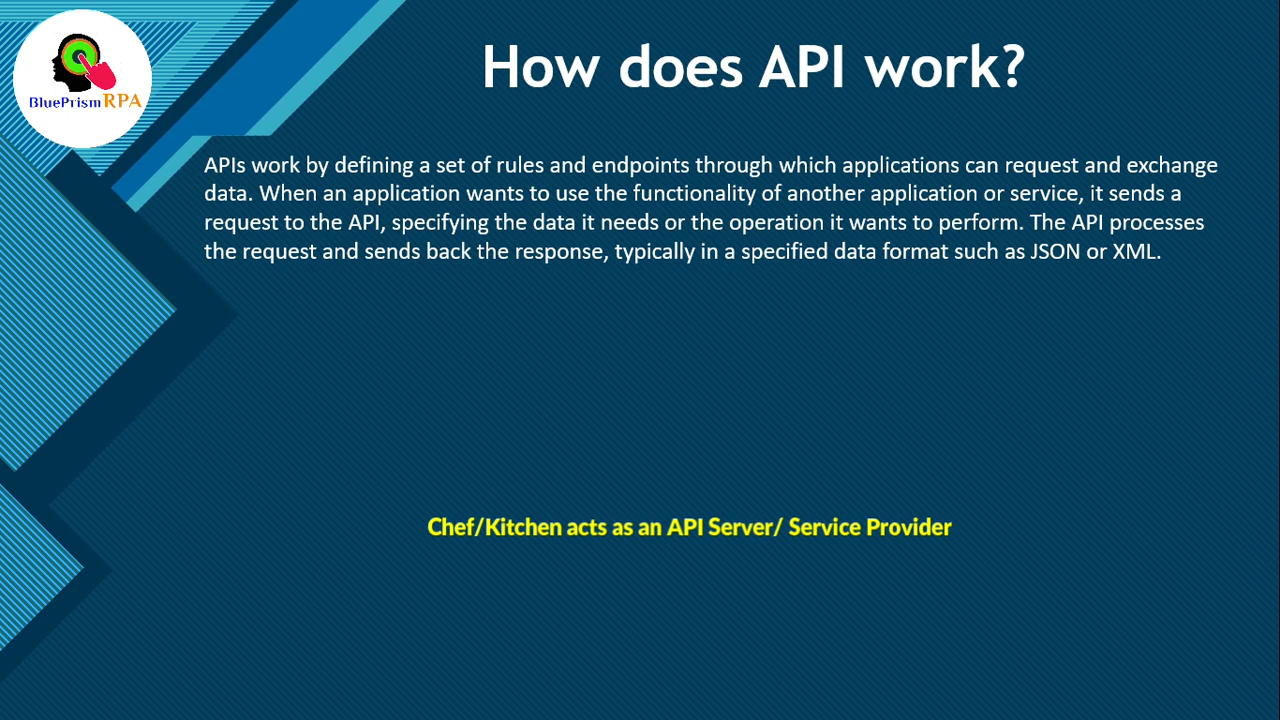 BluePrism RPA
How does API work?
APIs work by defining a set of rules and endpoints through which applications can request and exchange
data. When an application wants to use the functionality of another application or service, it sends a
request to the API, specifying the data it needs or the operation it wants to perform. The API processes
the request and sends back the response, typically in a specified data format such as JSON or XML.
Chef/Kitchen acts as an API Server/ Service Provider